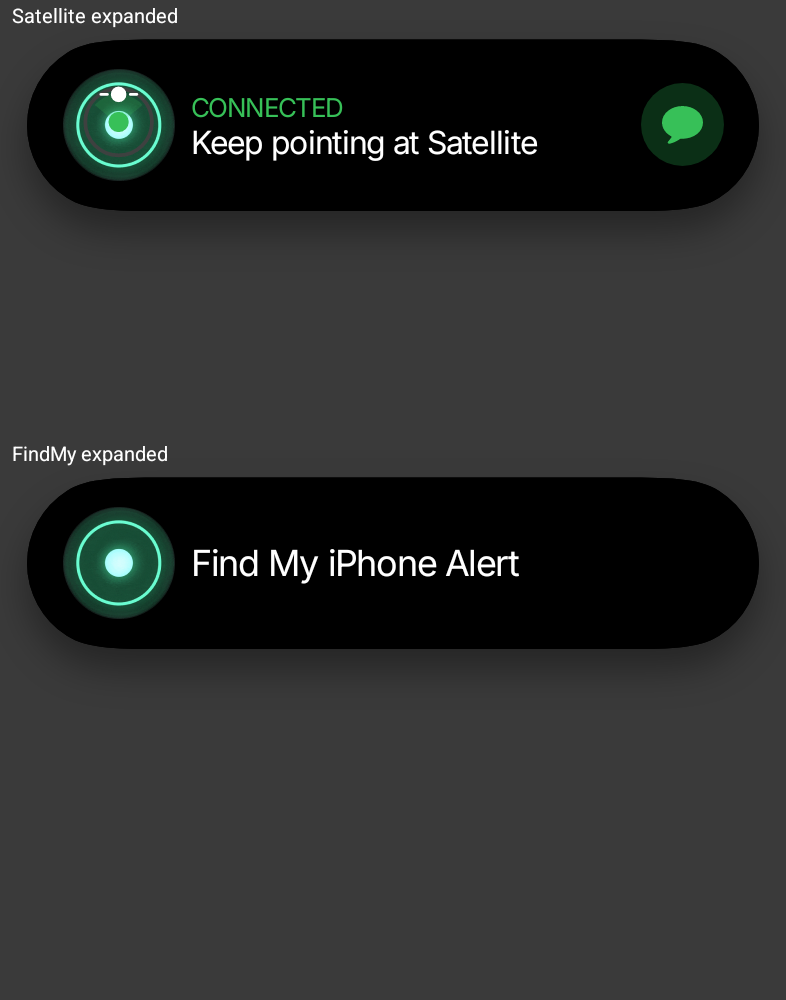 Satellite expanded
CONNECTED
Keep pointing at Satellite
FindMy expanded
Find My iPhone Alert